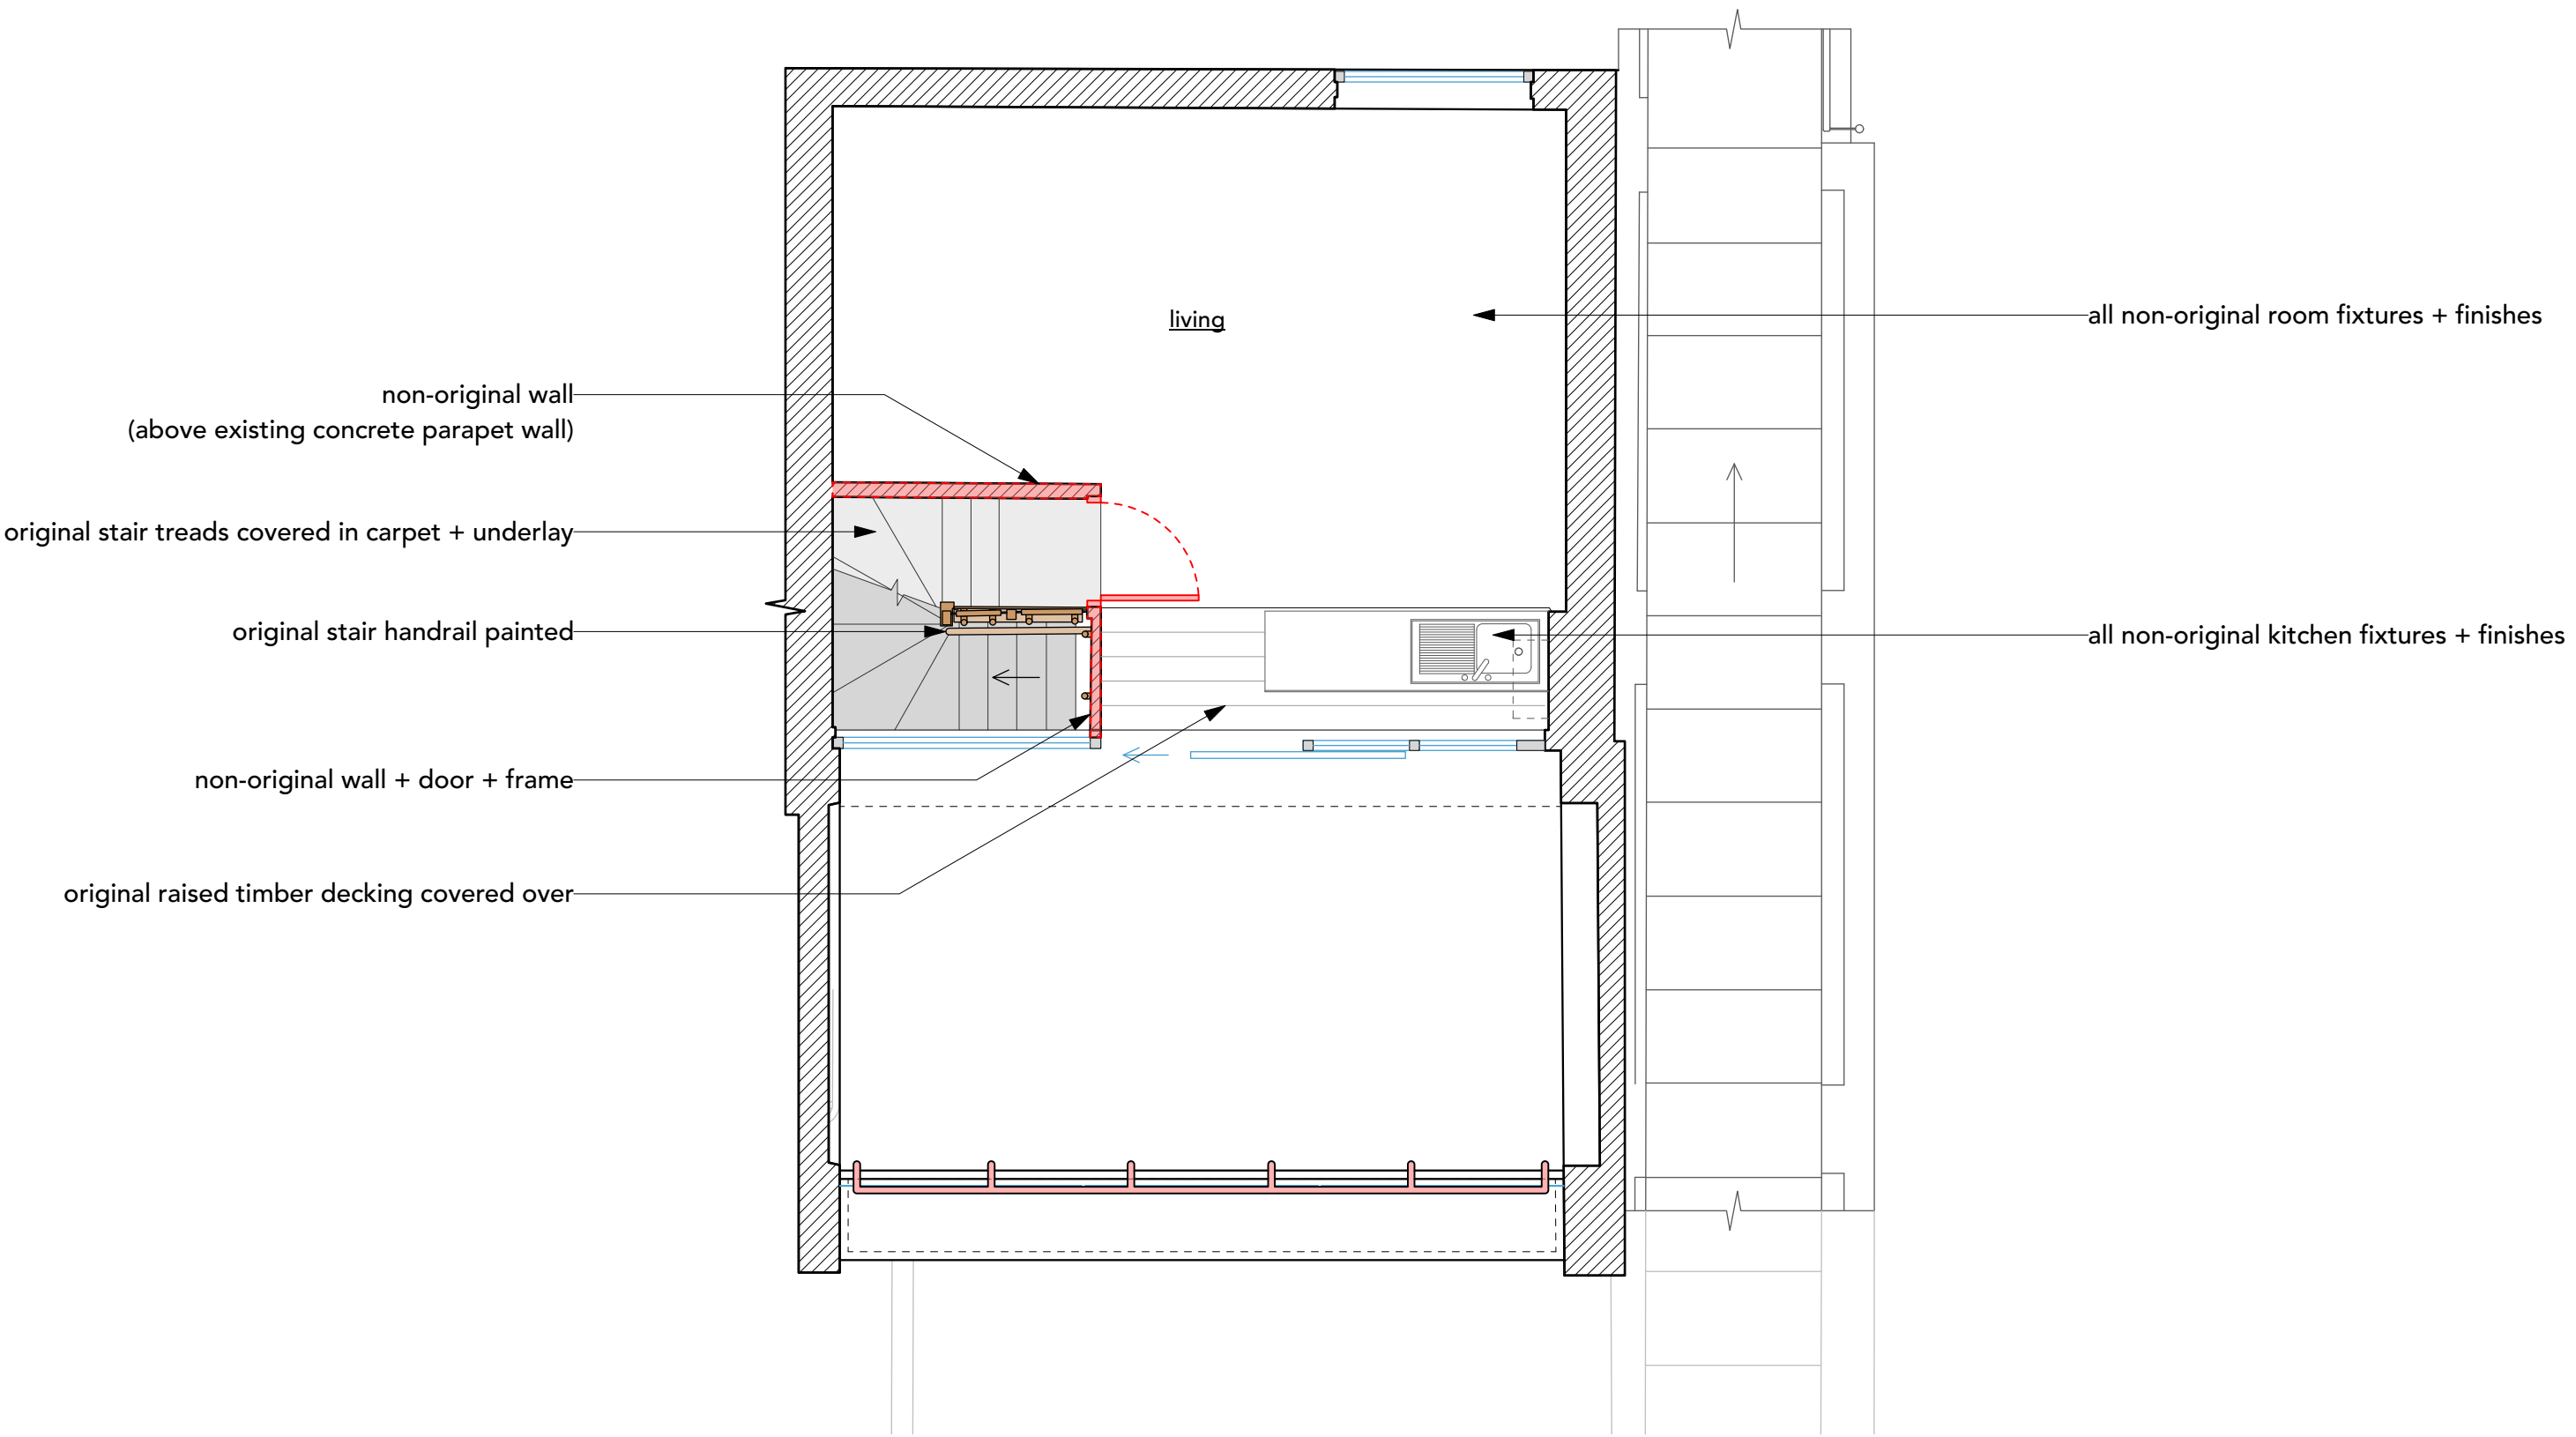 living
all non-original room fixtures + finishes
non-original wall
(above existing concrete parapet wall)
original stair treads covered in carpet + underlay
original stair handrail painted
all non-original kitchen fixtures + finishes
non-original wall + door + frame
original raised timber decking covered over